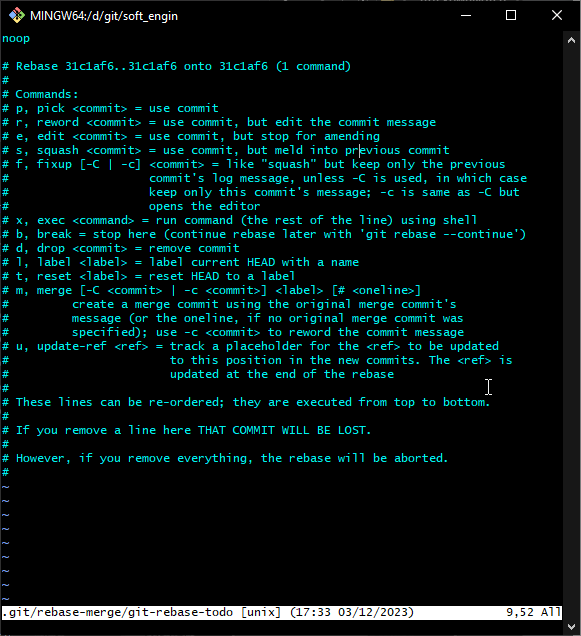 MINGW64:/d/git/soft_engin
noop

# Rebase 31c1af6..31c1af6 onto 31c1af6 (1 command)
#
# Commands:
# p, pick <commit> = use commit
# r, reword <commit> = use commit, but edit the commit message
# e, edit <commit> = use commit, but stop for amending
# s, squash <commit> = use commit, but meld into previous commit
# f, fixup [-C | -c] <commit> = like "squash" but keep only the previous
#                    commit's log message, unless -C is used, in which case
#                    keep only this commit's message; -c is same as -C but
#                    opens the editor
# x, exec <command> = run command (the rest of the line) using shell
# b, break = stop here (continue rebase later with 'git rebase --continue')
# d, drop <commit> = remove commit
# l, label <label> = label current HEAD with a name
# t, reset <label> = reset HEAD to a label
# m, merge [-C <commit> | -c <commit>] <label> [# <oneline>]
#         create a merge commit using the original merge commit's
#         message (or the oneline, if no original merge commit was
#         specified); use -c <commit> to reword the commit message
# u, update-ref <ref> = track a placeholder for the <ref> to be updated
#                       to this position in the new commits. The <ref> is
#                       updated at the end of the rebase
#
# These lines can be re-ordered; they are executed from top to bottom.
#
# If you remove a line here THAT COMMIT WILL BE LOST.
#
# However, if you remove everything, the rebase will be aborted.
#
~
~
~
~
~
~
~
~
~
.git/rebase-merge/git-rebase-todo [unix] (17:33 03/12/2023) 9,52 All